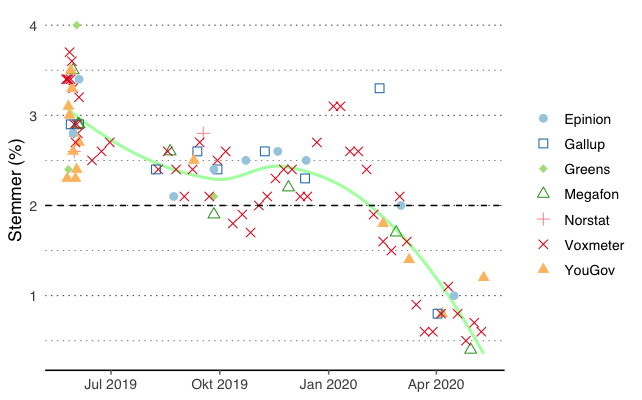 4
3
2
1
Stemmer (%)
Jul 2019
Okt 2019
Jan 2020
Apr 2020
Epinion
Gallup
Greens
Megafon
Norstat
Voxmeter
YouGov